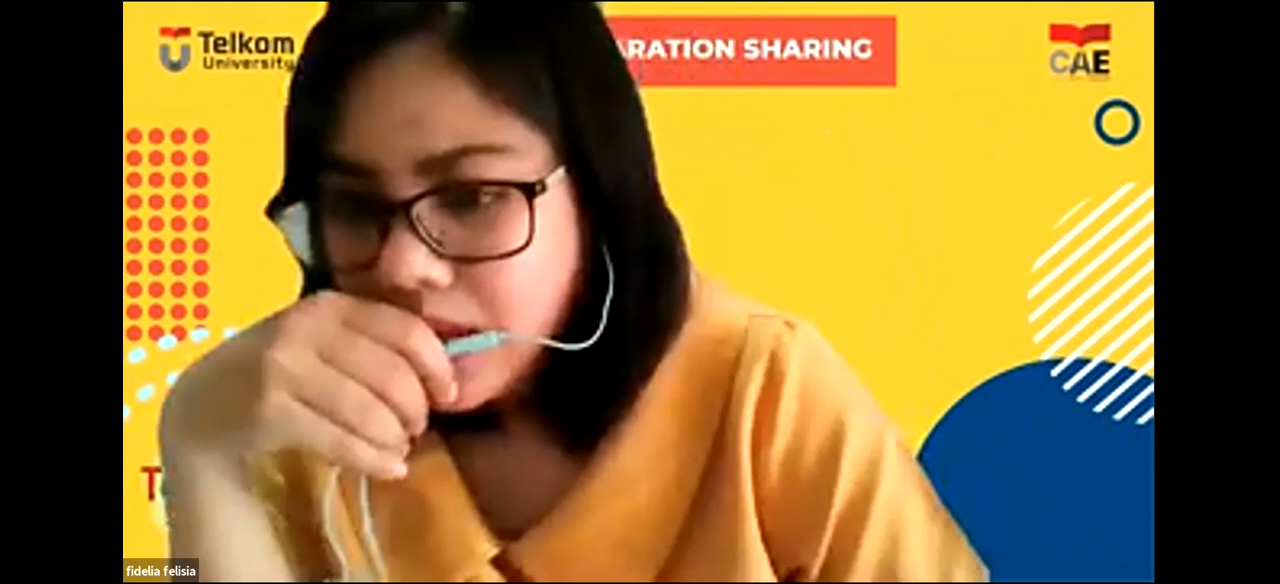 Telkom
University
ARATION SHARING
CAE
fidelia felisia